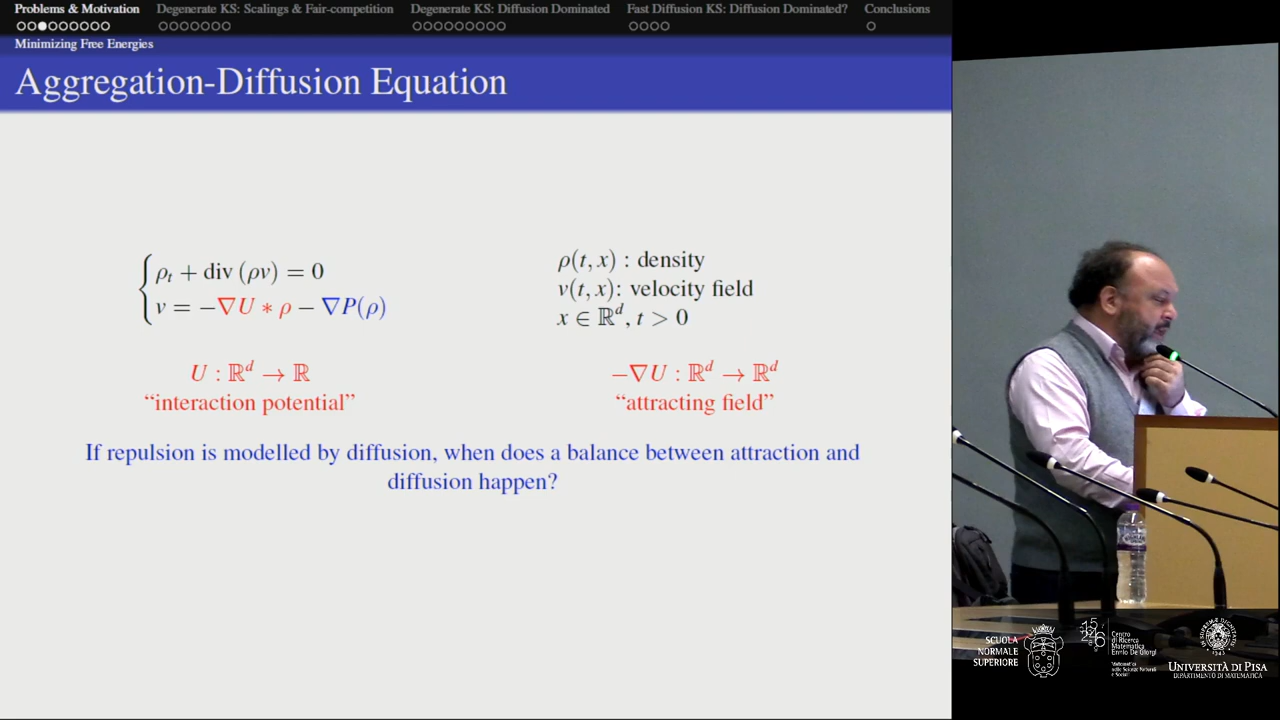 Problems & Motivation Degenerate KS: Scalings & Fair-competition Degenerate KS: Diffusion Dominated Fast Diffusion KS: Diffusion Dominated? Conclusions
Minimizing Free Energies
Aggregation-Diffusion Equation
ρ_t + div (ρv) = 0
v = −∇U ∗ ρ − ∇P(ρ)
ρ(t, x) : density
v(t, x): velocity field
x ∈ ℝ^d, t > 0
U : ℝ^d → ℝ
“interaction potential”
−∇U : ℝ^d → ℝ^d
“attracting field”
If repulsion is modelled by diffusion, when does a balance between attraction and
diffusion happen?
SCUOLA
NORMALE
SUPERIORE
Centro
di Ricerca
Matematica
Ennio De Giorgi
UNIVERSITÀ DI PISA
DIPARTIMENTO DI MATEMATICA